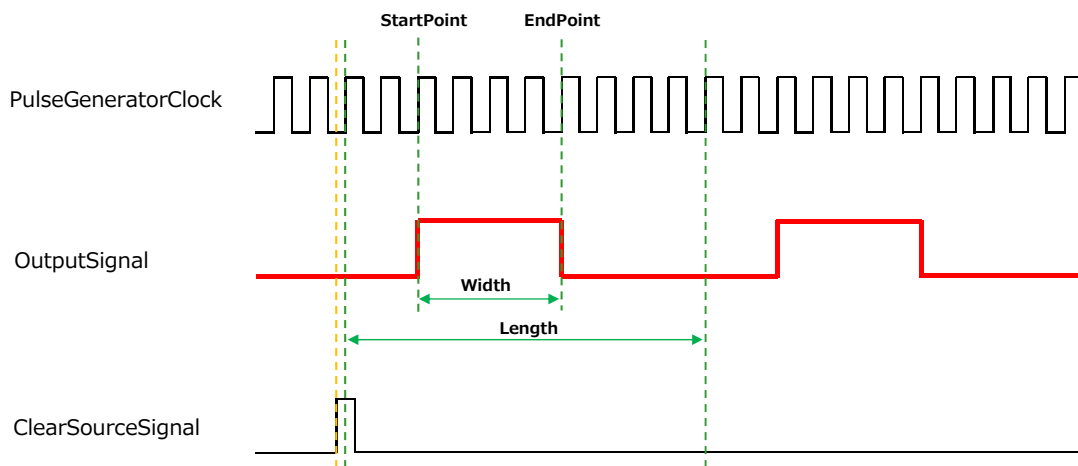 StartPoint
EndPoint
PulseGeneratorClock
OutputSignal
Width
Length
ClearSourceSignal